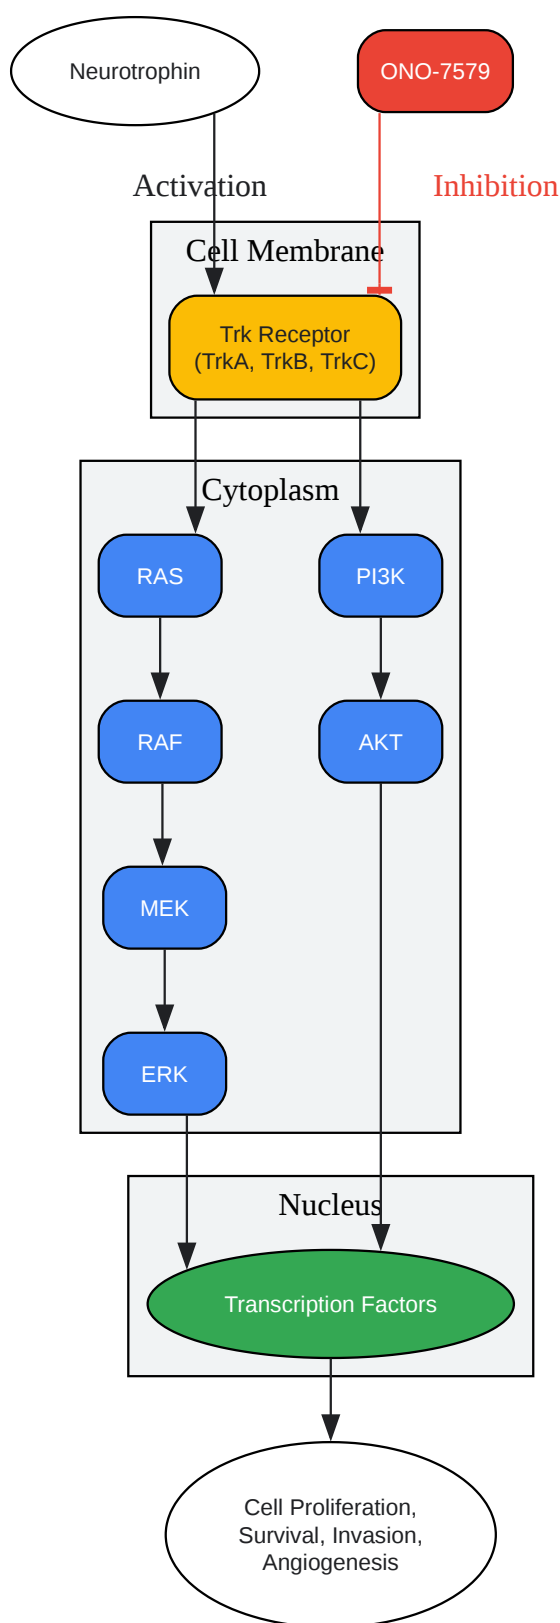 Neurotrophin
ONO-7579
Activation
Inhibition
Cell Membrane
Trk Receptor
(TrkA, TrkB, TrkC)
Cytoplasm
RAS
PI3K
RAF
AKT
MEK
ERK
Nucleus
Transcription Factors
Cell Proliferation,
Survival, Invasion,
Angiogenesis